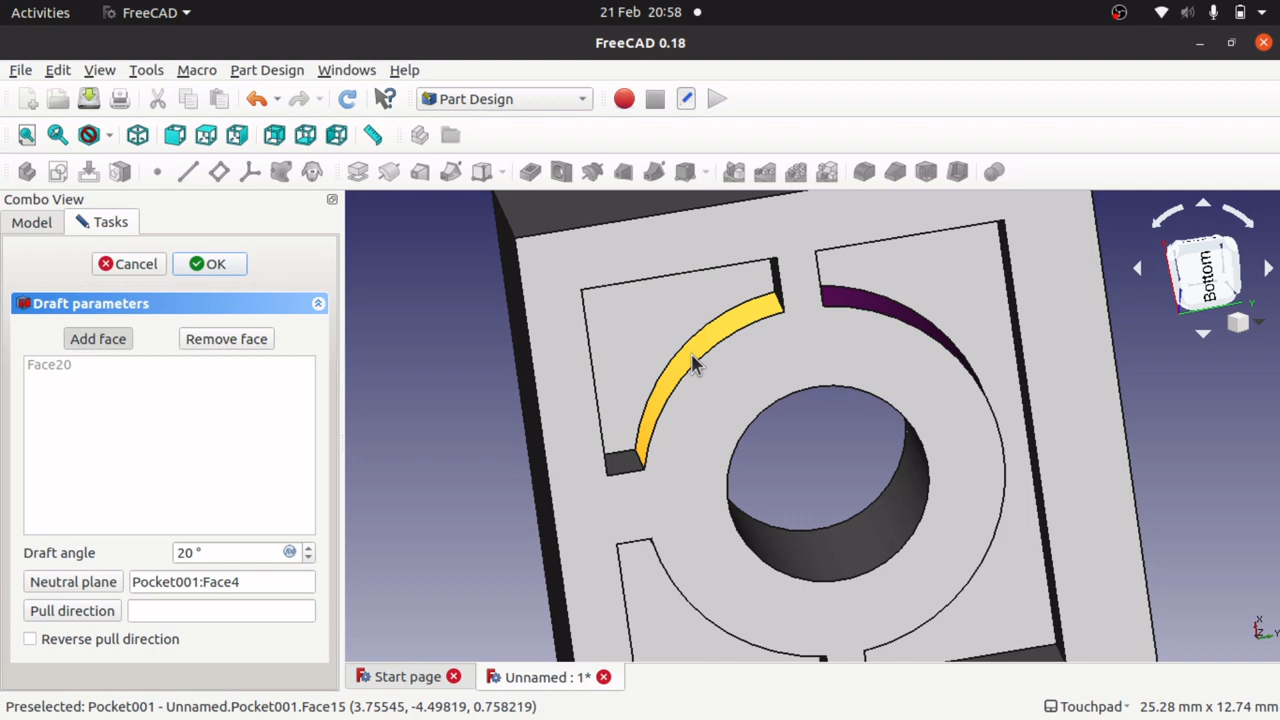 Activities FreeCAD 21 Feb 20:58
FreeCAD 0.18
File Edit View Tools Macro Part Design Windows Help
Part Design
Combo View
Model Tasks
Cancel OK
Draft parameters
Add face Remove face
Face20
Draft angle 20 °
Neutral plane Pocket001:Face4
Pull direction
Reverse pull direction
Bottom
X
Y
Z
X
Z Y
Start page Unnamed : 1*
Preselected: Pocket001 - Unnamed.Pocket001.Face15 (3.75545, -4.49819, 0.758219) Touchpad 25.28 mm x 12.74 mm